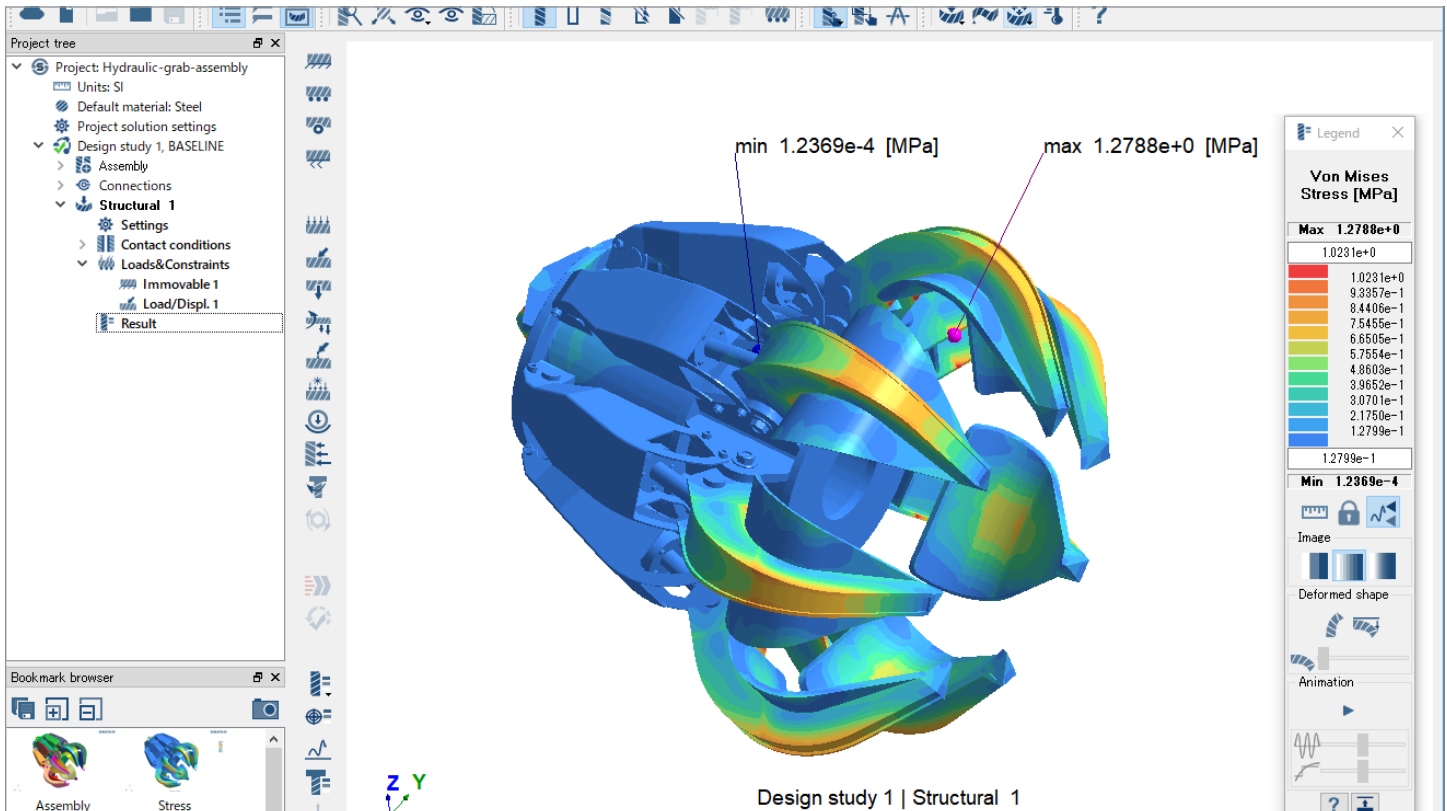 Project tree
Project: Hydraulic-grab-assembly
Units: SI
Default material: Steel
Project solution settings
Design study 1, BASELINE
Assembly
Connections
Structural 1
Settings
Contact conditions
Loads&Constraints
Immovable 1
Load/Displ. 1
Result
Bookmark browser
Assembly
Stress
min 1.2369e-4 [MPa]
max 1.2788e+0 [MPa]
Z Y
Design study 1 | Structural 1
Legend
Von Mises
Stress [MPa]
Max 1.2788e+0
1.0231e+0
1.0231e+0
9.3357e-1
8.4406e-1
7.5455e-1
6.6505e-1
5.7554e-1
4.8603e-1
3.9652e-1
3.0701e-1
2.1750e-1
1.2799e-1
1.2799e-1
Min 1.2369e-4
Image
Deformed shape
Animation